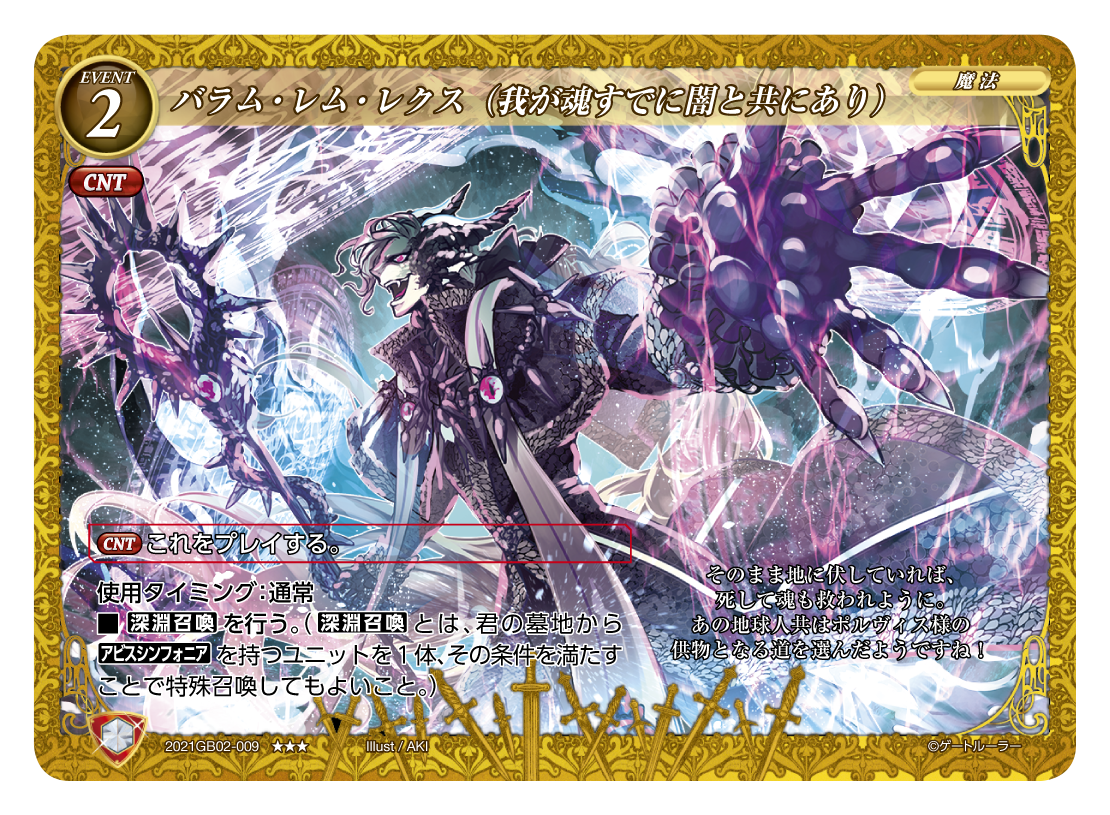 EVENT
2
バラム・レム・レクス（我が魂すでに闇と共にあり）
魔法
CNT
CNT これをプレイする。
使用タイミング：通常
■ 深淵召喚 を行う。（ 深淵召喚 とは、君の墓地から
アビスシンフォニア を持つユニットを1体、その条件を満たす
ことで特殊召喚してもよいこと。）
そのまま地に伏していれば、
死して魂も救われように。
あの地球人共はポルヴィス様の
供物となる道を選んだようですね！
2021GB02-009 ★★★ Illust / AKI ©ゲートルーラー